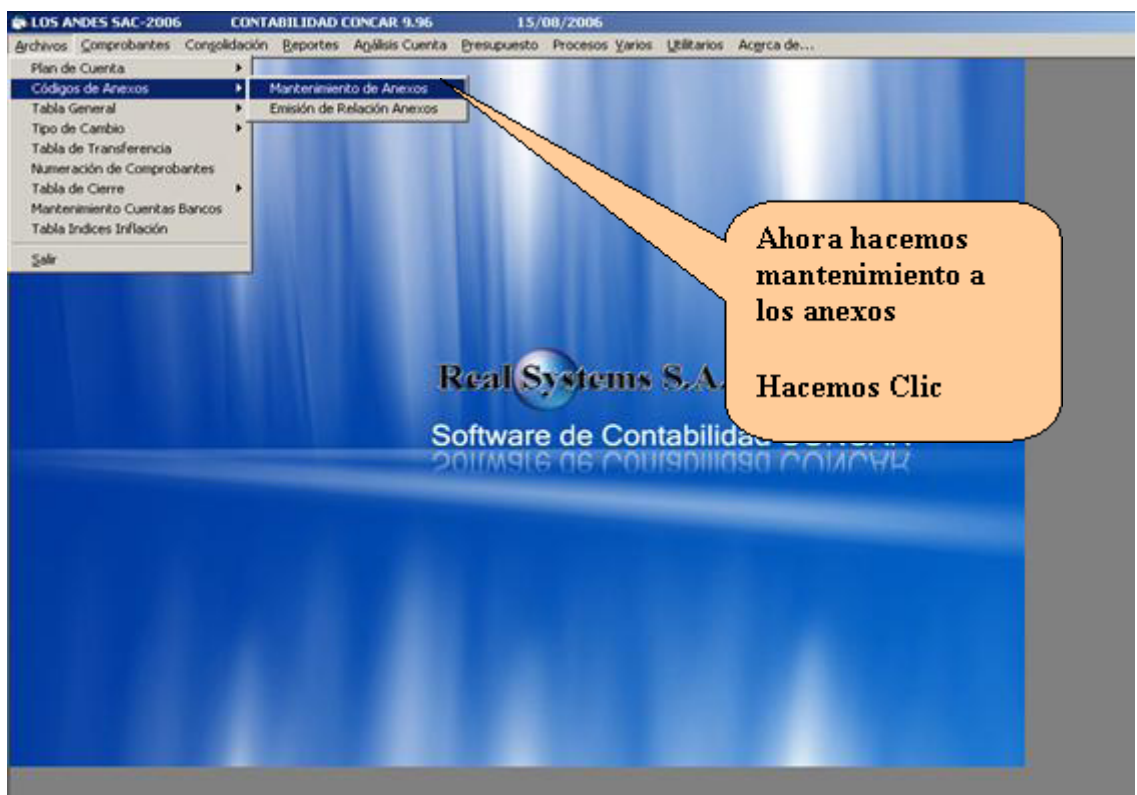 LOS ANDES SAC-2006 CONTABILIDAD CONCAR 9.96 15/08/2006
Archivos Comprobantes Consolidación Reportes Análisis Cuenta Presupuesto Procesos Varios Utilitarios Acerca de...
Plan de Cuenta
Códigos de Anexos
Mantenimiento de Anexos
Tabla General
Emisión de Relación Anexos
Tipo de Cambio
Tabla de Transferencia
Numeración de Comprobantes
Tabla de Cierre
Mantenimiento Cuentas Bancos
Tabla Indices Inflación
Salir
Ahora hacemos
mantenimiento a
los anexos
Hacemos Clic
Real Systems S.A.
Software de Contabilidad CONCAR